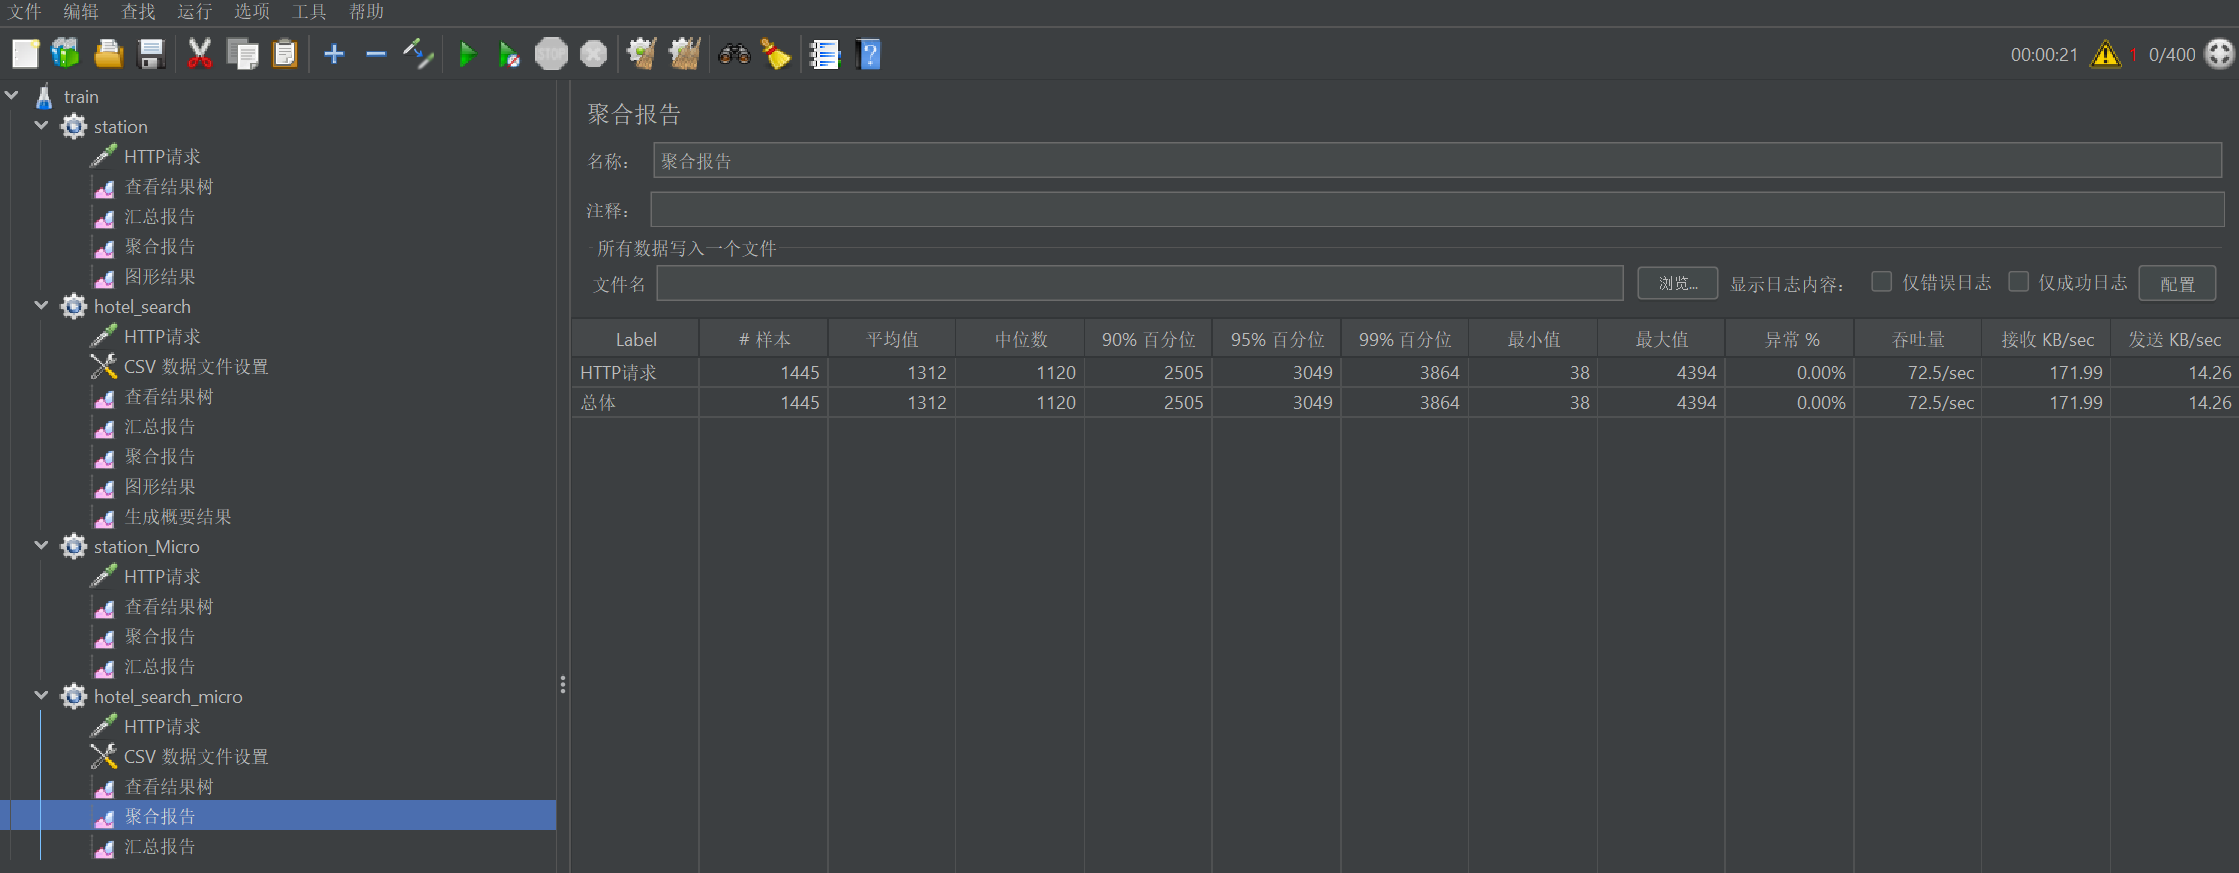 文件 编辑 查找 运行 选项 工具 帮助
STOP
00:00:21 1 0/400
train
station
HTTP请求
查看结果树
汇总报告
聚合报告
图形结果
hotel_search
HTTP请求
CSV 数据文件设置
查看结果树
汇总报告
聚合报告
图形结果
生成概要结果
station_Micro
HTTP请求
查看结果树
聚合报告
汇总报告
hotel_search_micro
HTTP请求
CSV 数据文件设置
查看结果树
聚合报告
汇总报告
聚合报告
名称： 聚合报告
注释：
所有数据写入一个文件
文件名 浏览... 显示日志内容： 仅错误日志 仅成功日志 配置
Label # 样本 平均值 中位数 90% 百分位 95% 百分位 99% 百分位 最小值 最大值 异常 % 吞吐量 接收 KB/sec 发送 KB/sec
HTTP请求 1445 1312 1120 2505 3049 3864 38 4394 0.00% 72.5/sec 171.99 14.26
总体 1445 1312 1120 2505 3049 3864 38 4394 0.00% 72.5/sec 171.99 14.26